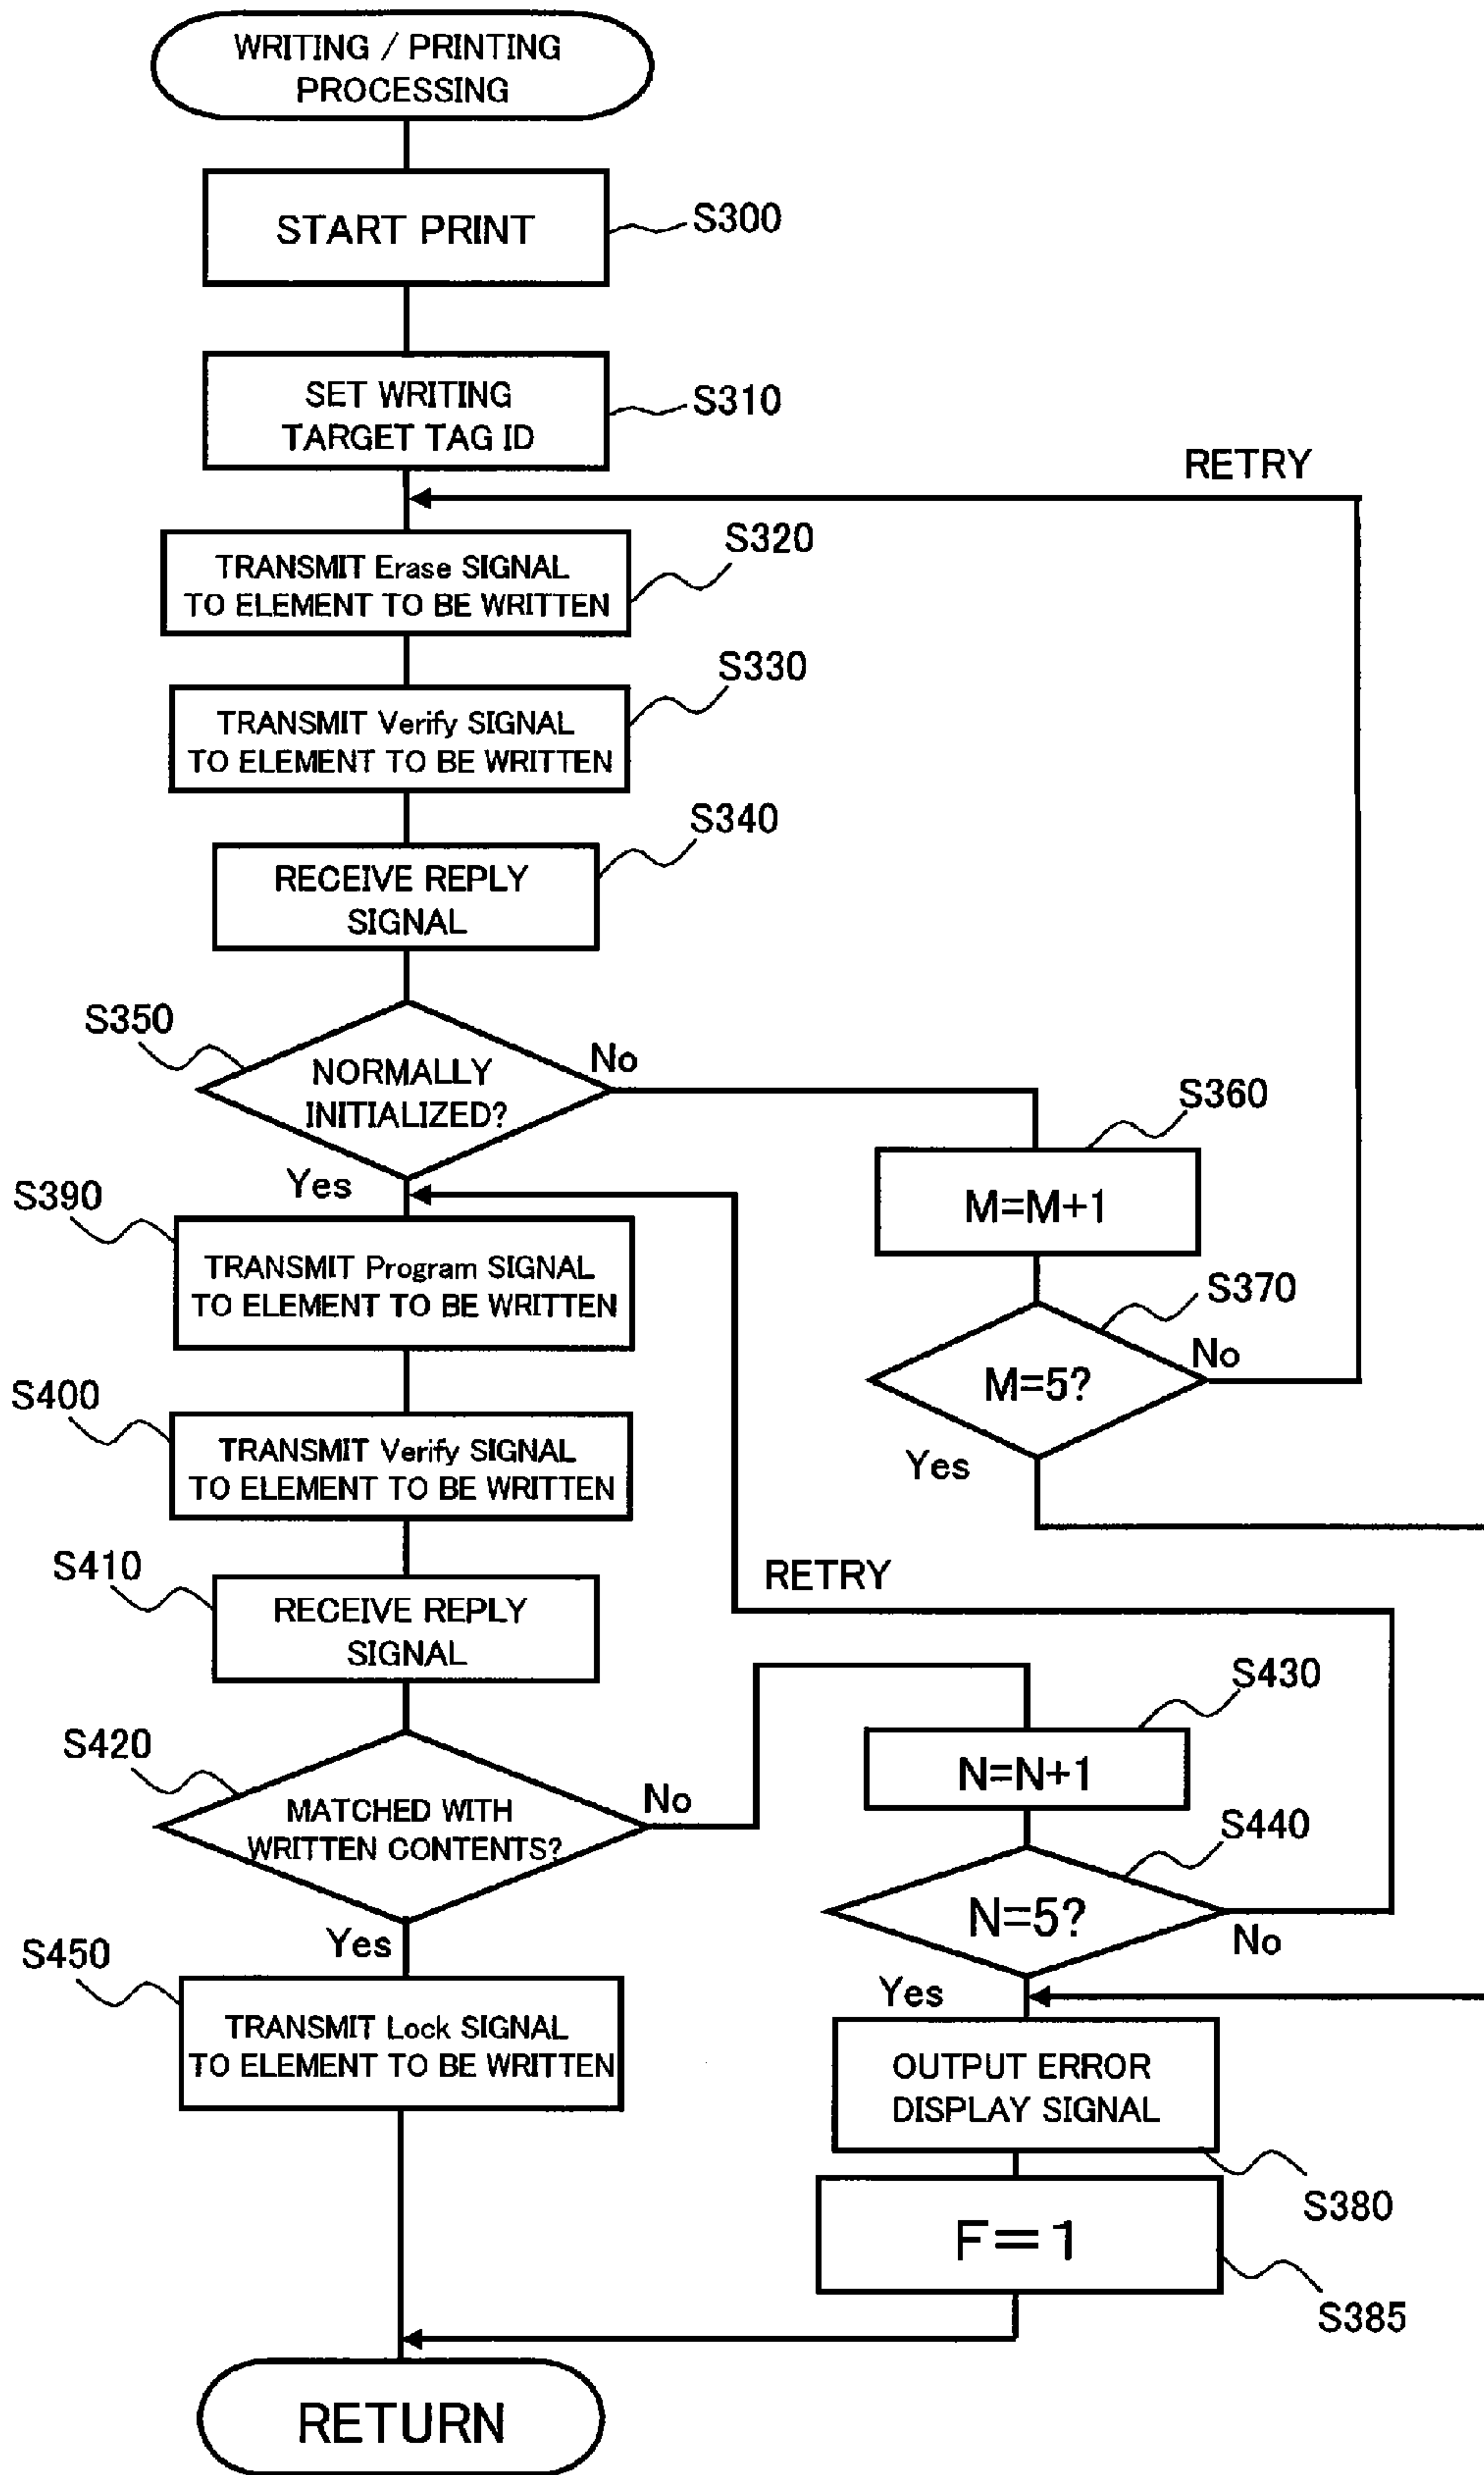 WRITING / PRINTING
PROCESSING
START PRINT
S300
SET WRITING
TARGET TAG ID
S310
RETRY
TRANSMIT Erase SIGNAL
TO ELEMENT TO BE WRITTEN
S320
TRANSMIT Verify SIGNAL
TO ELEMENT TO BE WRITTEN
S330
RECEIVE REPLY
SIGNAL
S340
S350
NORMALLY
INITIALIZED?
No
Yes
S360
M=M+1
S370
M=5?
No
Yes
S390
TRANSMIT Program SIGNAL
TO ELEMENT TO BE WRITTEN
S400
TRANSMIT Verify SIGNAL
TO ELEMENT TO BE WRITTEN
RETRY
S410
RECEIVE REPLY
SIGNAL
S420
MATCHED WITH
WRITTEN CONTENTS?
No
Yes
S430
N=N+1
S440
N=5?
No
Yes
S450
TRANSMIT Lock SIGNAL
TO ELEMENT TO BE WRITTEN
OUTPUT ERROR
DISPLAY SIGNAL
S380
F=1
S385
RETURN